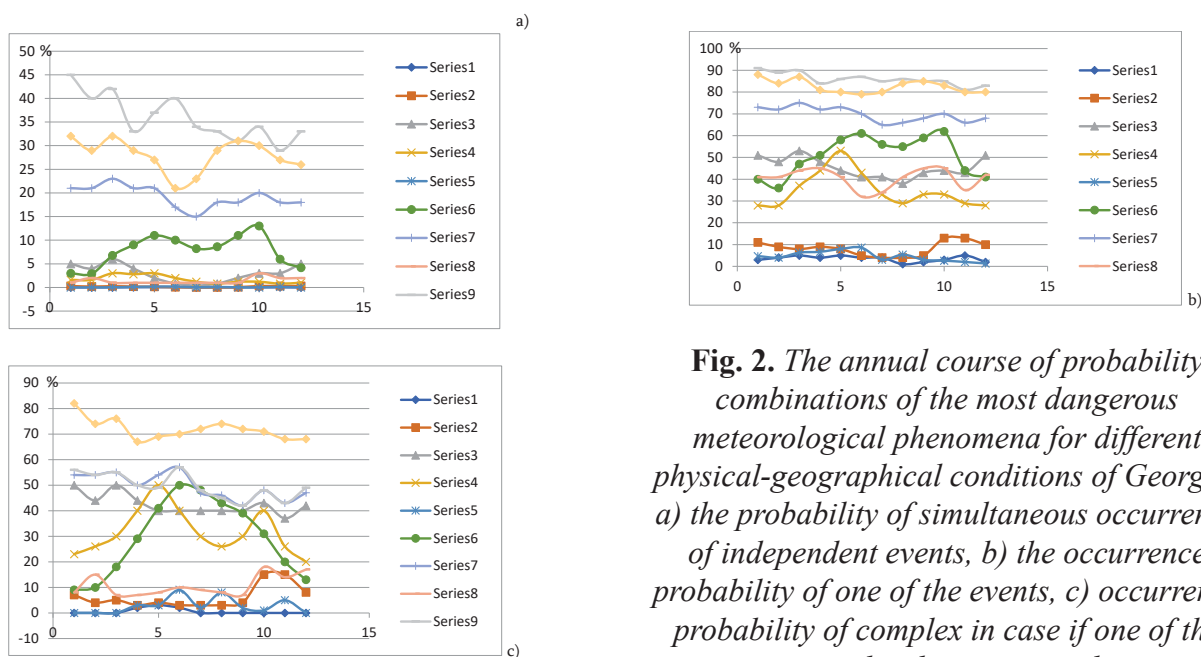 a)
50 %
45
40
35
30
25
20
15
10
5
0
-5
0 5 10 15
Series1
Series2
Series3
Series4
Series5
Series6
Series7
Series8
Series9
100 %
90
80
70
60
50
40
30
20
10
0
0 5 10 15
Series1
Series2
Series3
Series4
Series5
Series6
Series7
Series8
b)
90 %
80
70
60
50
40
30
20
10
0
-10
0 5 10 15
Series1
Series2
Series3
Series4
Series5
Series6
Series7
Series8
Series9
c)
Fig. 2. The annual course of probability
combinations of the most dangerous
meteorological phenomena for different
physical-geographical conditions of Georg
a) the probability of simultaneous occurren
of independent events, b) the occurrence
probability of one of the events, c) occurren
probability of complex in case if one of th